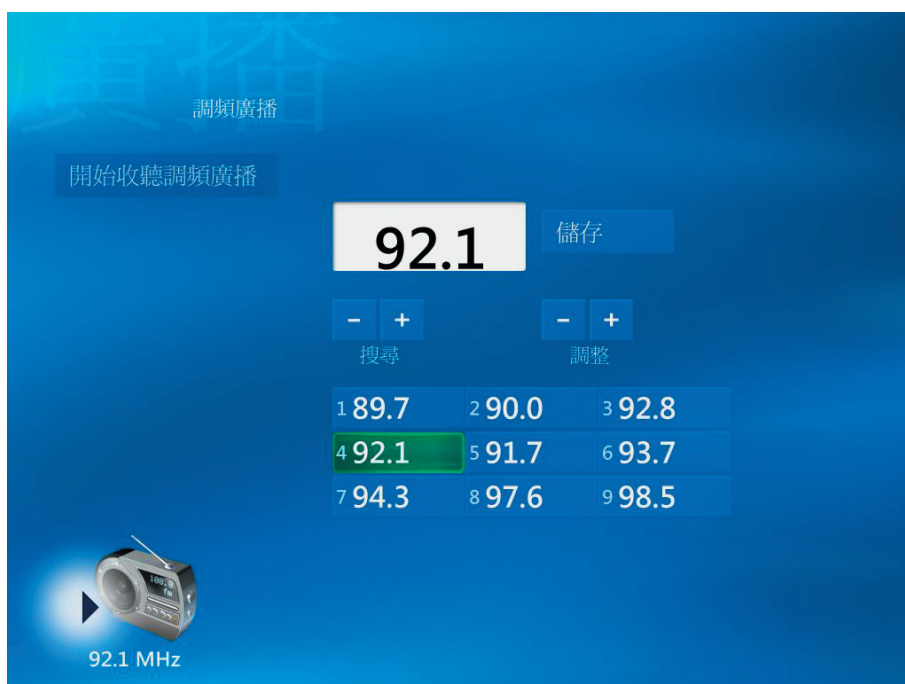 廣播
調頻廣播
開始收聽調頻廣播
92.1
儲存
- +
- +
搜尋
調整
1 89.7 2 90.0 3 92.8
4 92.1 5 91.7 6 93.7
7 94.3 8 97.6 9 98.5
92.1 MHz